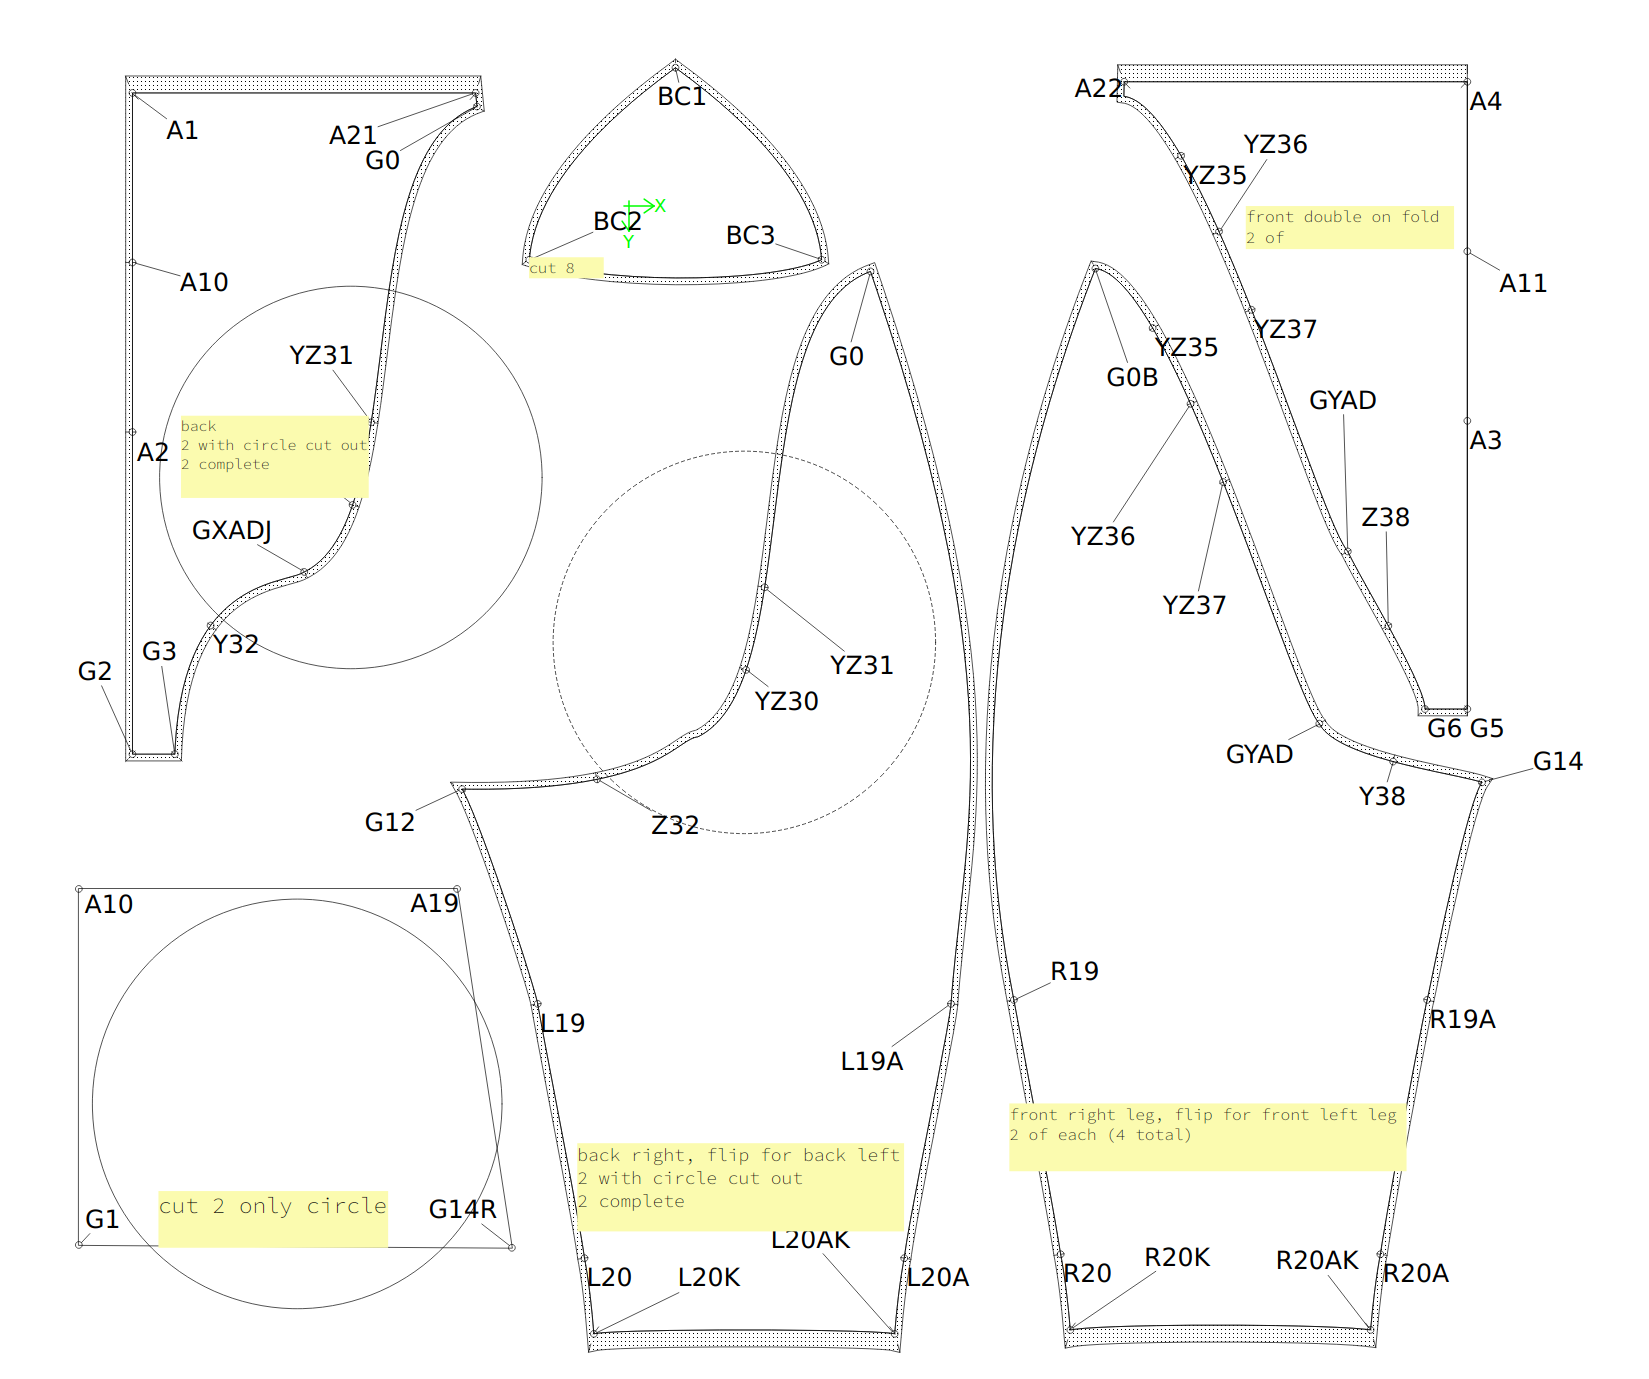 A1
A21
G0
A10
YZ31
back
2 with circle cut out
2 complete
A2
GXADJ
Y32
G3
G2
BC1
BC2
BC3
X
Y
cut 8
A22
A4
YZ36
YZ35
front double on fold
2 of
A11
YZ37
GYAD
A3
Z38
G6
G5
G0
YZ31
YZ30
G12
Z32
L19
L19A
back right, flip for back left
2 with circle cut out
2 complete
L20AK
L20
L20K
L20A
YZ35
G0B
YZ36
YZ37
GYAD
Y38
G14
R19
R19A
front right leg, flip for front left leg
2 of each (4 total)
R20
R20K
R20AK
R20A
A10
A19
G1
cut 2 only circle
G14R